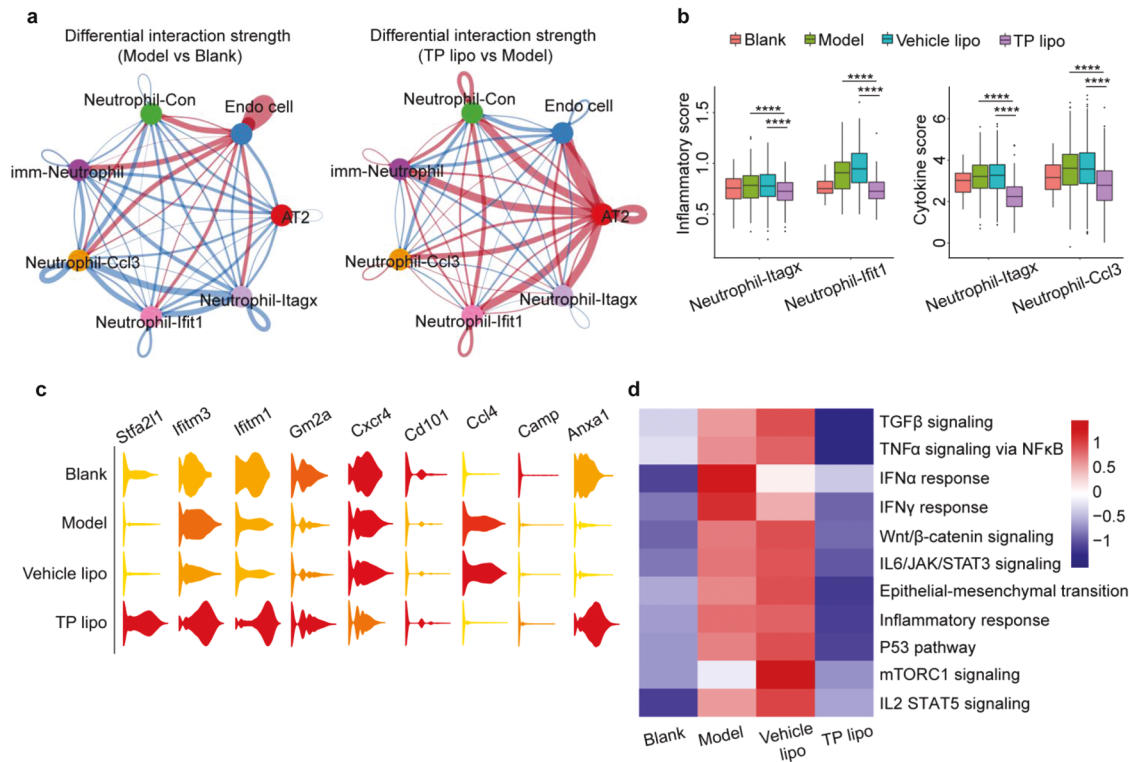 a
Differential interaction strength
(Model vs Blank)
Neutrophil-Con
Endo cell
imm-Neutrophil
AT2
Neutrophil-Ccl3
Neutrophil-Itagx
Neutrophil-Ifit1
Differential interaction strength
(TP lipo vs Model)
Neutrophil-Con
Endo cell
imm-Neutrophil
AT2
Neutrophil-Ccl3
Neutrophil-Itagx
Neutrophil-Ifit1
b
Blank Model Vehicle lipo TP lipo
Inflammatory score
1.5
1.0
0.5
****
****
****
****
Neutrophil-Itagx
Neutrophil-Ifit1
Cytokine score
6
4
2
0
****
****
****
****
Neutrophil-Itagx
Neutrophil-Ccl3
c
Stfa2l1 Ifitm3 Ifitm1 Gm2a Cxcr4 Cd101 Ccl4 Camp Anxa1
Blank
Model
Vehicle lipo
TP lipo
d
TGFβ signaling
TNFα signaling via NFκB
IFNα response
IFNγ response
Wnt/β-catenin signaling
IL6/JAK/STAT3 signaling
Epithelial-mesenchymal transition
Inflammatory response
P53 pathway
mTORC1 signaling
IL2 STAT5 signaling
Blank Model Vehicle TP lipo
lipo
1
0.5
0
−0.5
−1